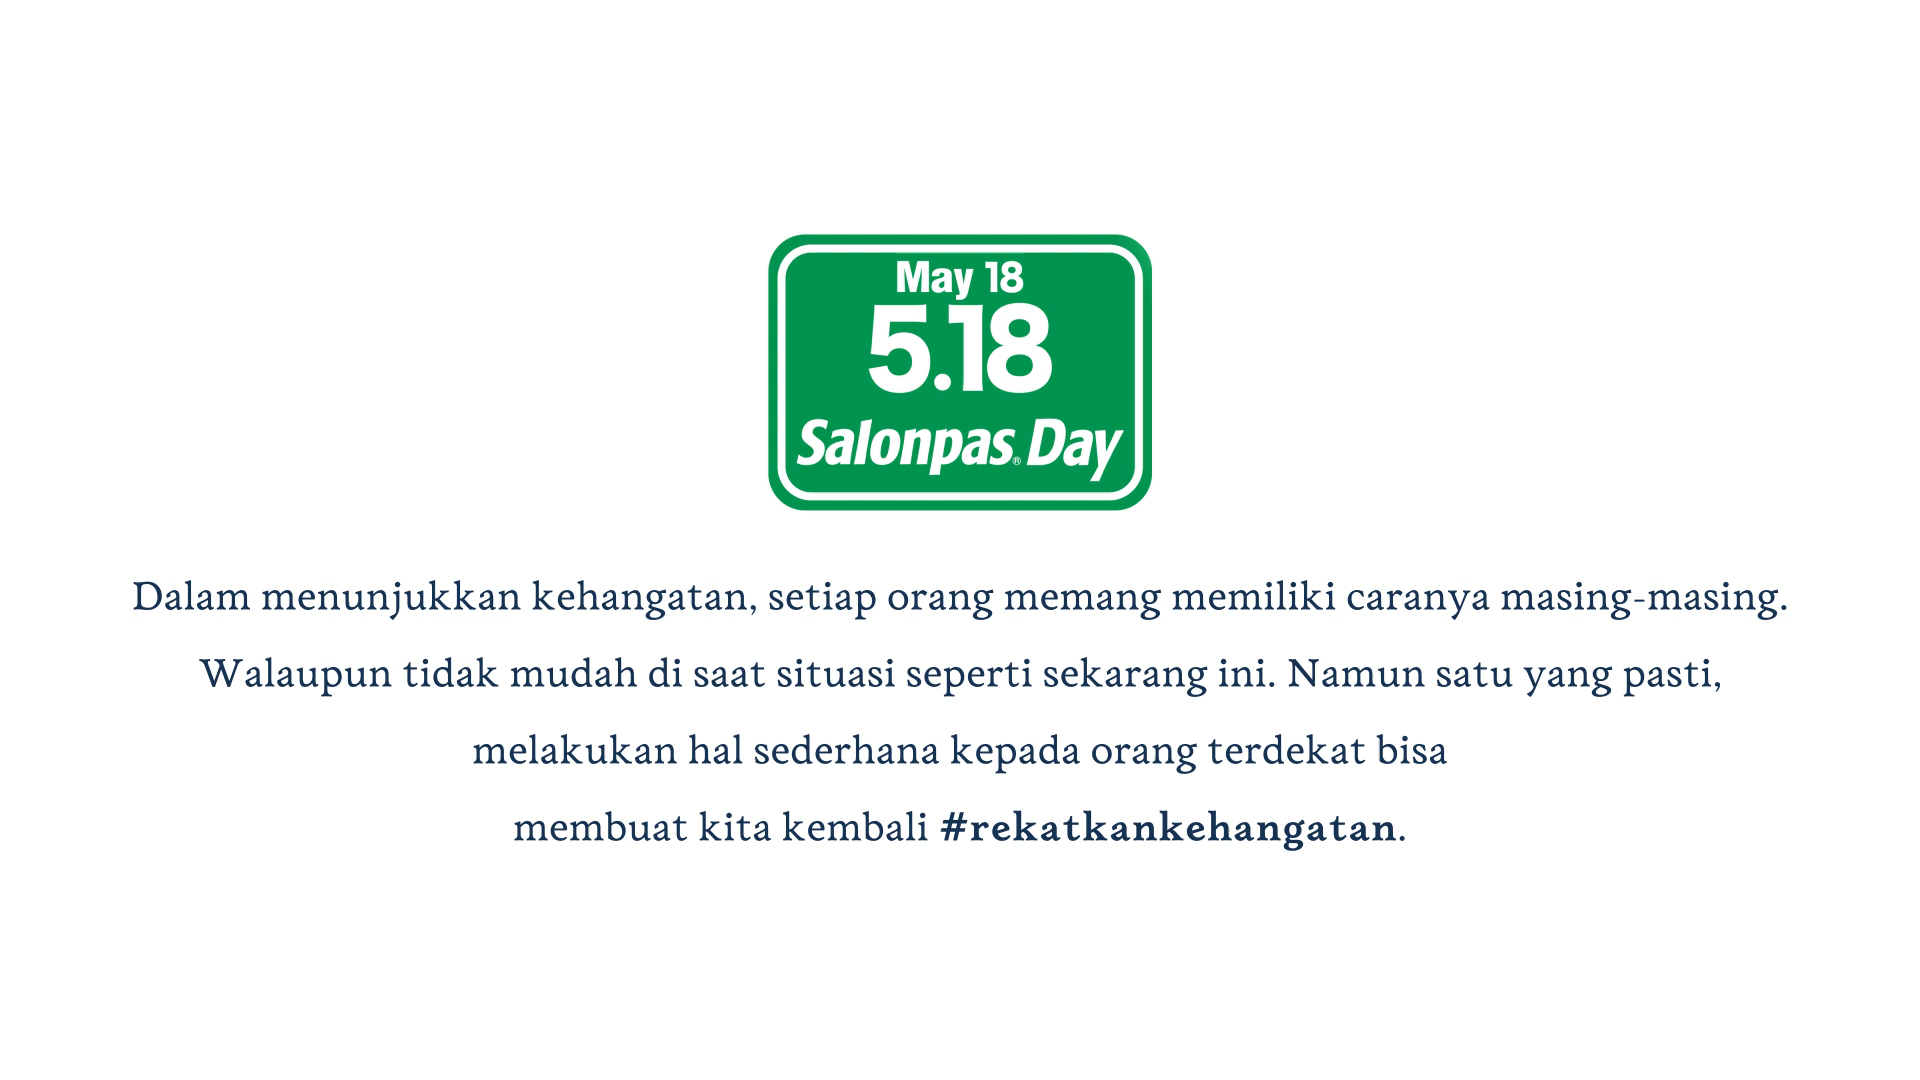 May 18
5.18
Salonpas® Day
Dalam menunjukkan kehangatan, setiap orang memang memiliki caranya masing-masing.
Walaupun tidak mudah di saat situasi seperti sekarang ini. Namun satu yang pasti,
melakukan hal sederhana kepada orang terdekat bisa
membuat kita kembali #rekatkankehangatan.